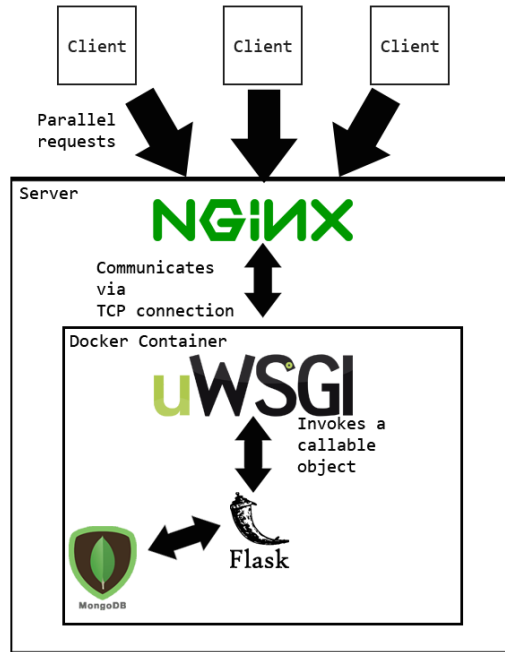 Client
Client
Client
Parallel
requests
Server
NGINX
Communicates
via
TCP connection
Docker Container
uWSGI
Invokes a
callable
object
Flask
MongoDB